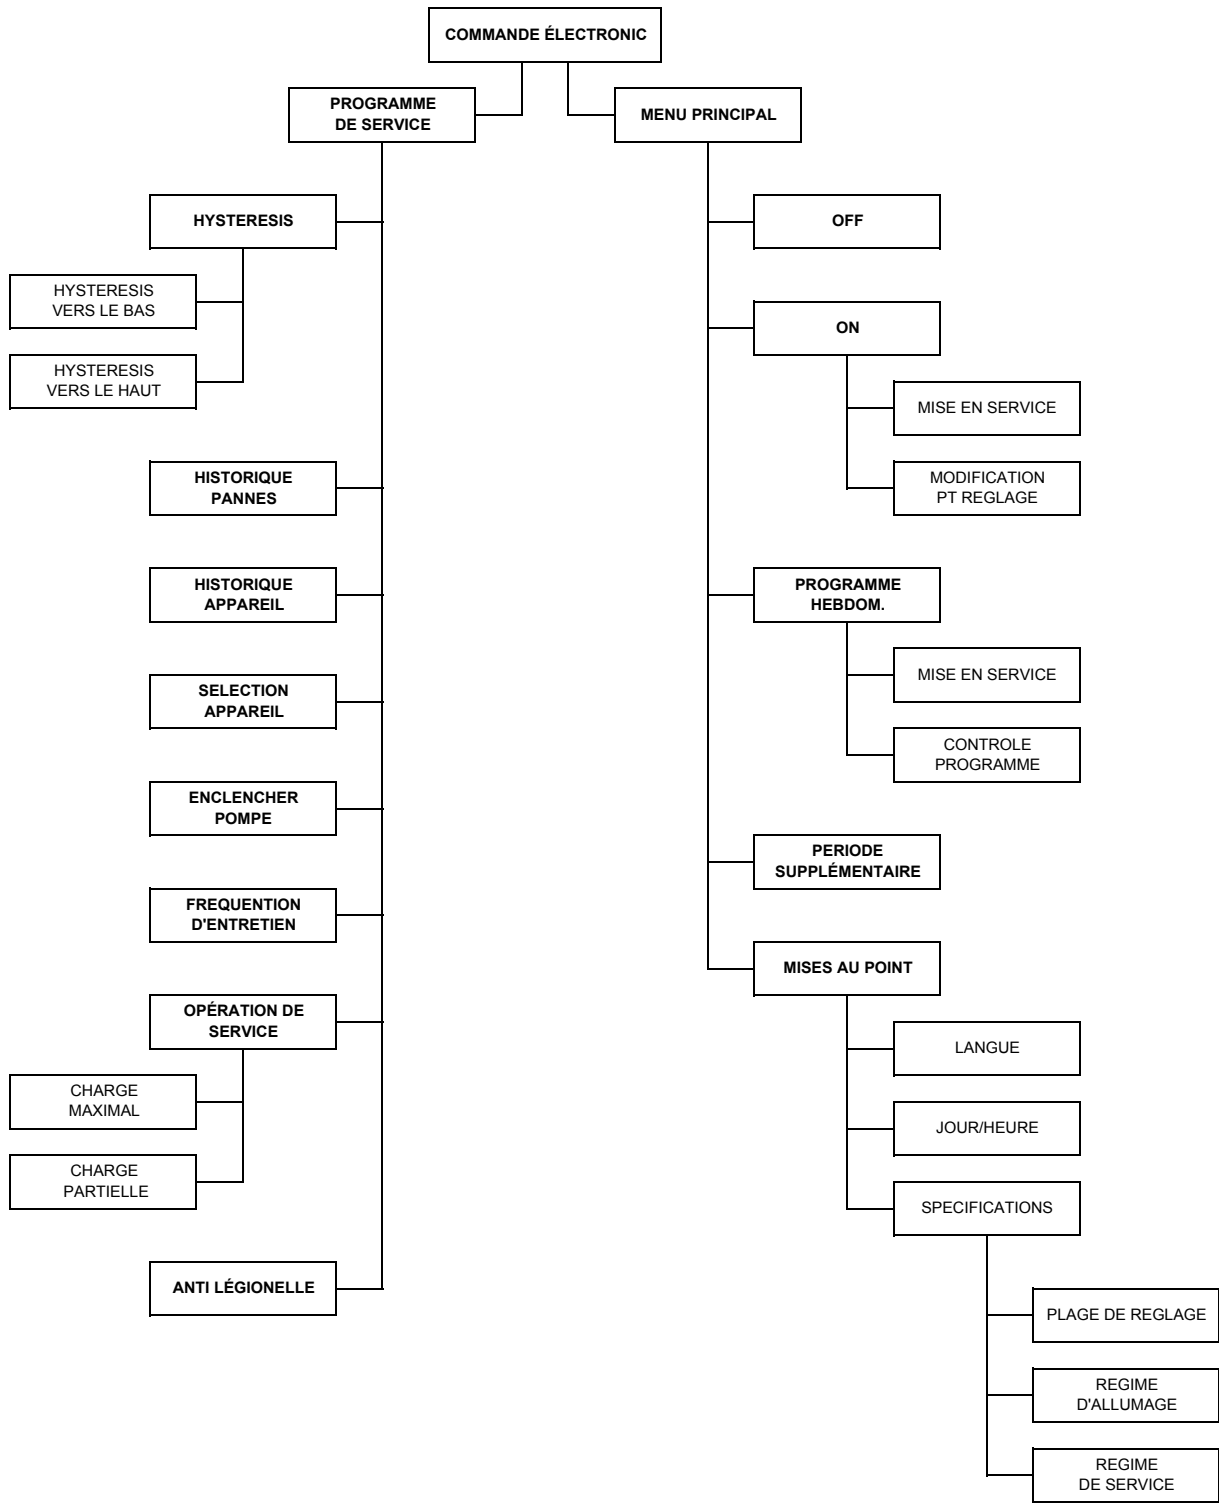 COMMANDE ÉLECTRONIC
PROGRAMME
DE SERVICE
MENU PRINCIPAL
HYSTERESIS
HYSTERESIS
VERS LE BAS
HYSTERESIS
VERS LE HAUT
HISTORIQUE
PANNES
HISTORIQUE
APPAREIL
SELECTION
APPAREIL
ENCLENCHER
POMPE
FREQUENTION
D'ENTRETIEN
OPÉRATION DE
SERVICE
CHARGE
MAXIMAL
CHARGE
PARTIELLE
ANTI LÉGIONELLE
OFF
ON
MISE EN SERVICE
MODIFICATION
PT REGLAGE
PROGRAMME
HEBDOM.
MISE EN SERVICE
CONTROLE
PROGRAMME
PERIODE
SUPPLÉMENTAIRE
MISES AU POINT
LANGUE
JOUR/HEURE
SPECIFICATIONS
PLAGE DE REGLAGE
REGIME
D'ALLUMAGE
REGIME
DE SERVICE